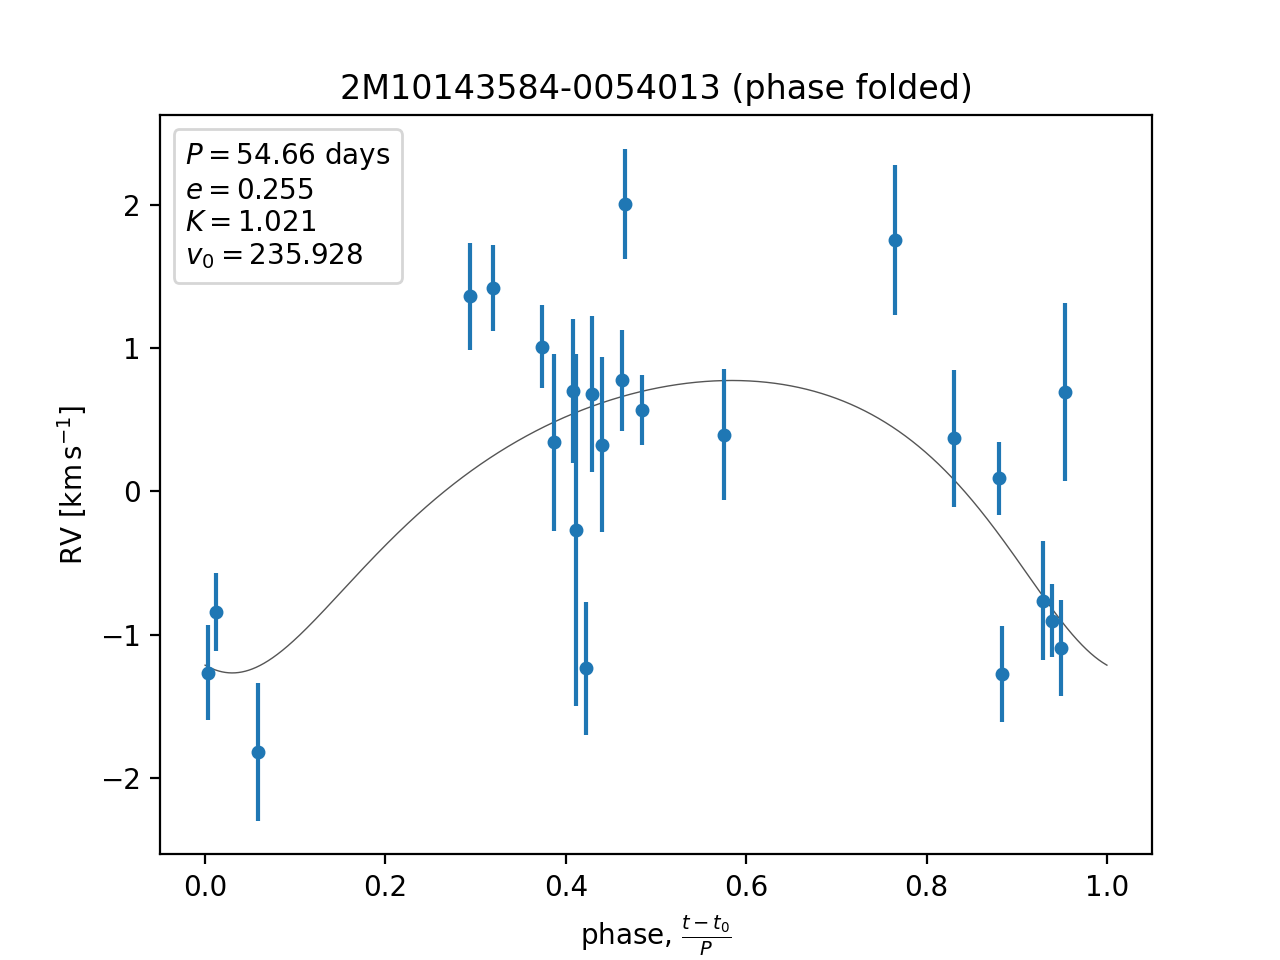 2M10143584-0054013 (phase folded)
P = 54.66 days
e = 0.255
K = 1.021
v₀ = 235.928
2
1
0
−1
−2
RV [km s⁻¹]
0.0 0.2 0.4 0.6 0.8 1.0
phase, (t − t₀)/P